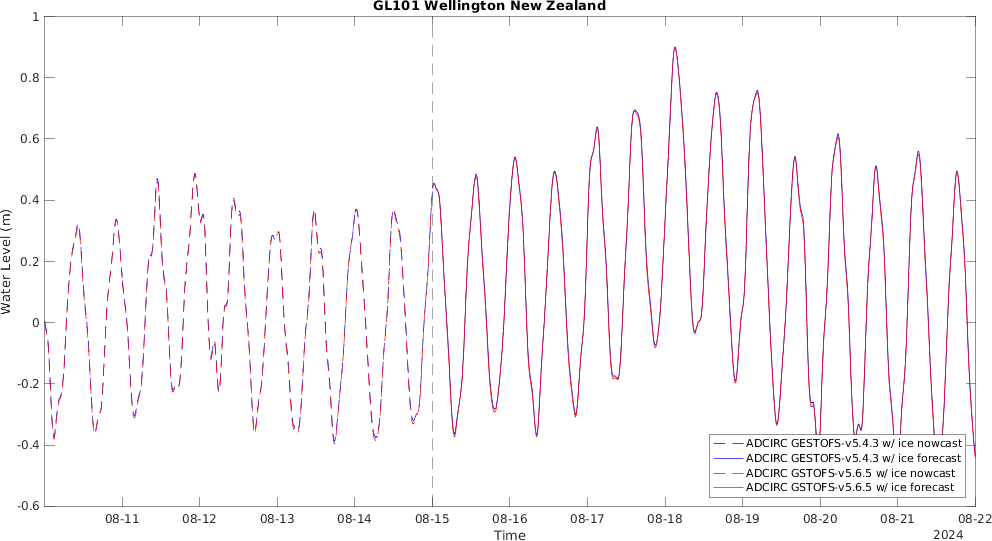 GL101 Wellington New Zealand
Water Level (m)
1
0.8
0.6
0.4
0.2
0
-0.2
-0.4
-0.6
ADCIRC GESTOFS-v5.4.3 w/ ice nowcast
ADCIRC GESTOFS-v5.4.3 w/ ice forecast
ADCIRC GSTOFS-v5.6.5 w/ ice nowcast
ADCIRC GSTOFS-v5.6.5 w/ ice forecast
08-11 08-12 08-13 08-14 08-15 08-16 08-17 08-18 08-19 08-20 08-21 08-22
Time
2024